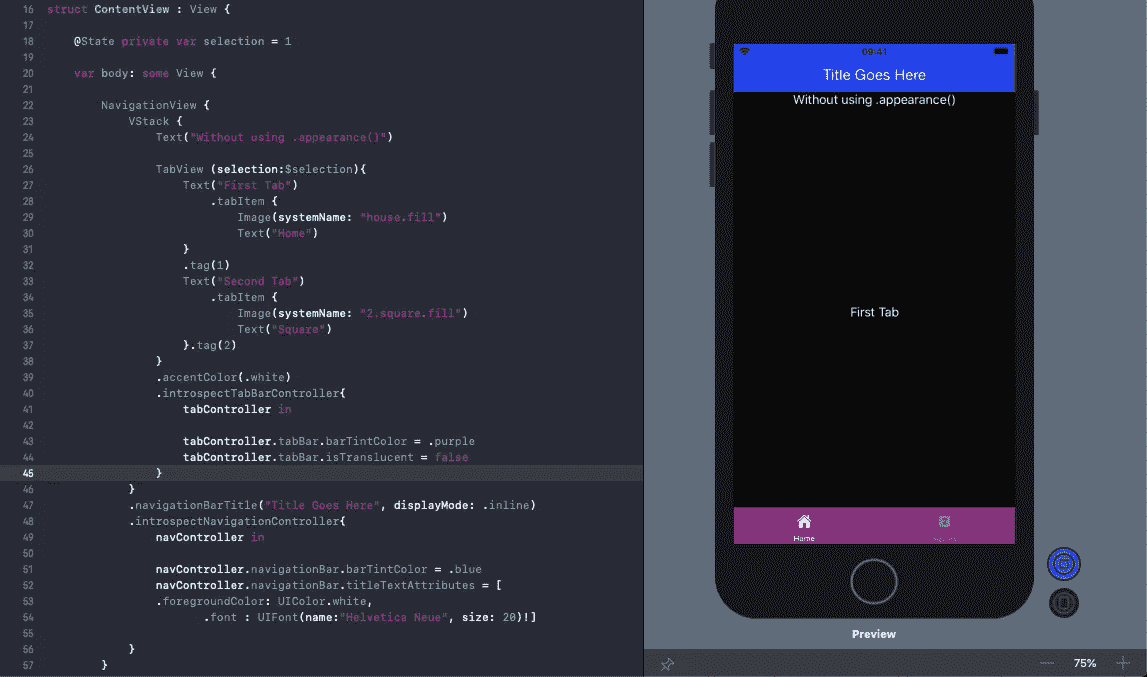 16 struct ContentView : View {
17
18 @State private var selection = 1
19
20 var body: some View {
21
22 NavigationView {
23 VStack {
24 Text("Without using .appearance()")
25
26 TabView (selection:$selection){
27 Text("First Tab")
28 .tabItem {
29 Image(systemName: "house.fill")
30 Text("Home")
31 }
32 .tag(1)
33 Text("Second Tab")
34 .tabItem {
35 Image(systemName: "2.square.fill")
36 Text("Square")
37 }.tag(2)
38 }
39 .accentColor(.white)
40 .introspectTabBarController{
41 tabController in
42
43 tabController.tabBar.barTintColor = .purple
44 tabController.tabBar.isTranslucent = false
45 }
46 }
47 .navigationBarTitle("Title Goes Here", displayMode: .inline)
48 .introspectNavigationController{
49 navController in
50
51 navController.navigationBar.barTintColor = .blue
52 navController.navigationBar.titleTextAttributes = [
53 .foregroundColor: UIColor.white,
54 .font : UIFont(name:"Helvetica Neue", size: 20)!]
55
56 }
57 }
09:41
Title Goes Here
Without using .appearance()
First Tab
Home
Preview
75%